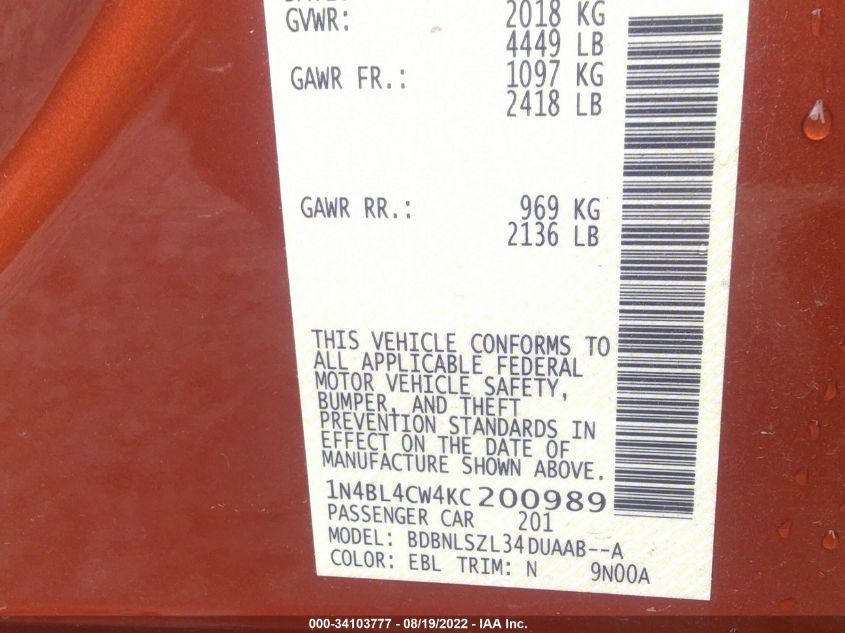 GVWR: 2018 KG
4449 LB
GAWR FR.: 1097 KG
2418 LB
GAWR RR.: 969 KG
2136 LB
THIS VEHICLE CONFORMS TO
ALL APPLICABLE FEDERAL
MOTOR VEHICLE SAFETY,
BUMPER, AND THEFT
PREVENTION STANDARDS IN
EFFECT ON THE DATE OF
MANUFACTURE SHOWN ABOVE.
1N4BL4CW4KC200989
PASSENGER CAR 201
MODEL: BDBNLSZL34DUAAB--A
COLOR: EBL TRIM: N 9N00A
000-34103777 - 08/19/2022 - IAA Inc.